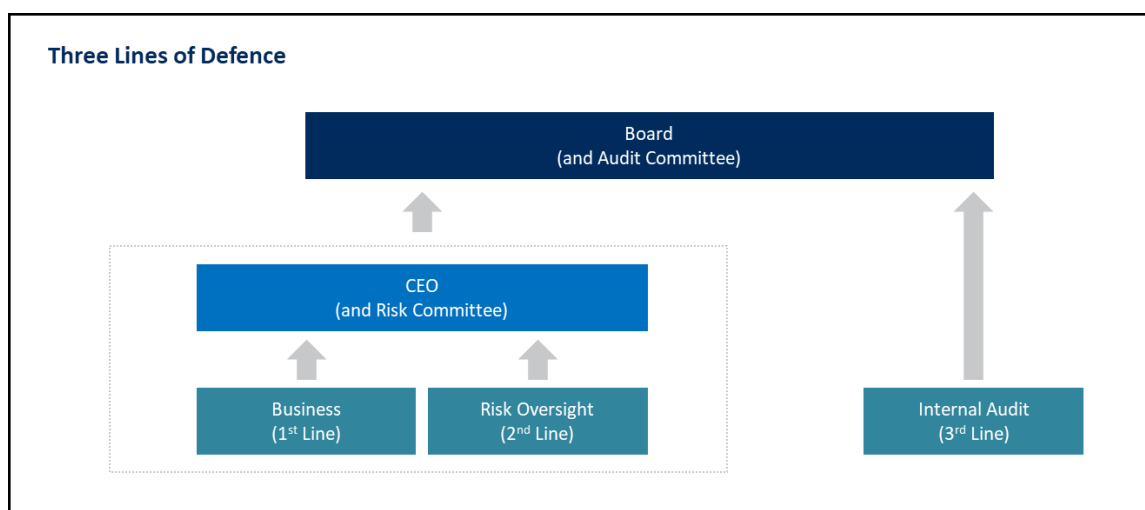 Three Lines of Defence
Board
(and Audit Committee)
CEO
(and Risk Committee)
Business
(1st Line)
Risk Oversight
(2nd Line)
Internal Audit
(3rd Line)